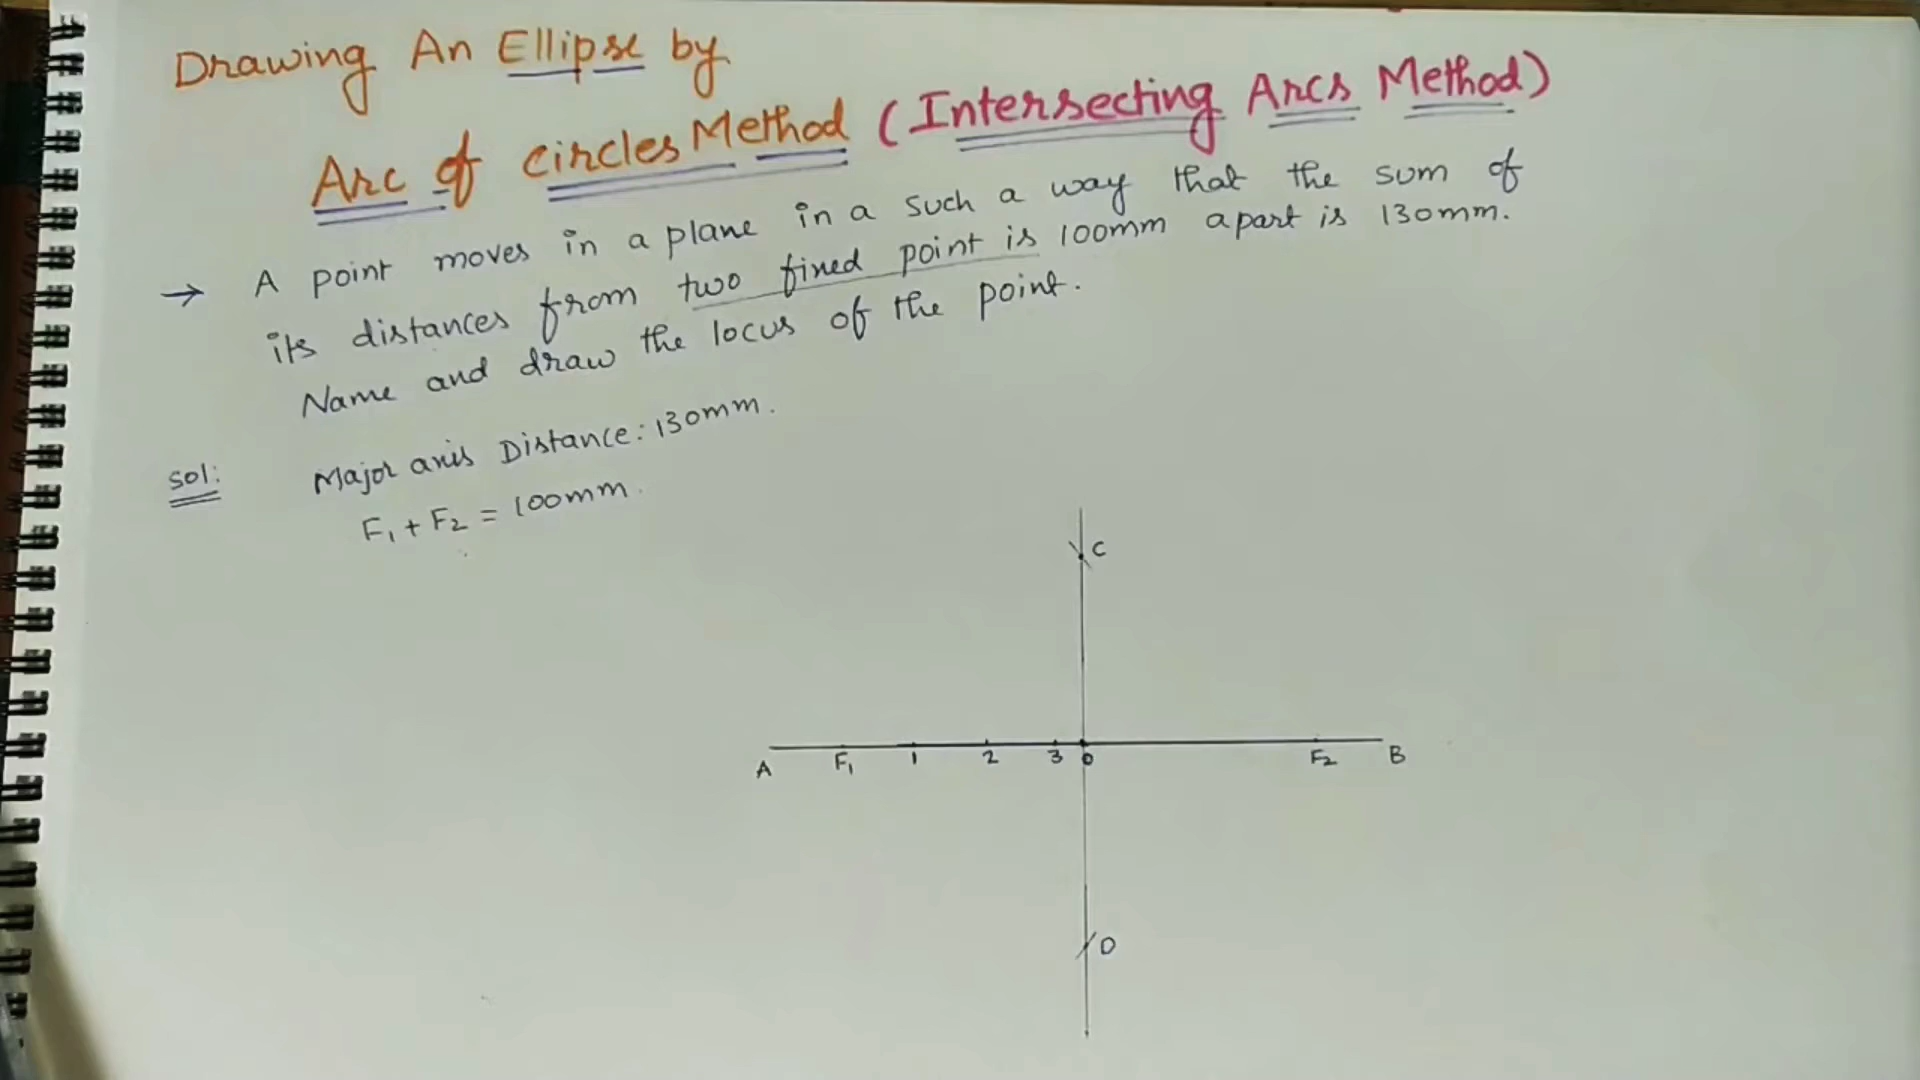 Drawing An Ellipse by
Arc of circles Method (Intersecting Arcs Method)
→ A point moves in a plane in a such a way that the sum of
its distances from two fixed point is 100mm apart is 130mm.
Name and draw the locus of the point.
Sol: Major axis Distance: 130mm.
F₁ + F₂ = 100mm.
C
A F₁ 1 2 3 0 F₂ B
D